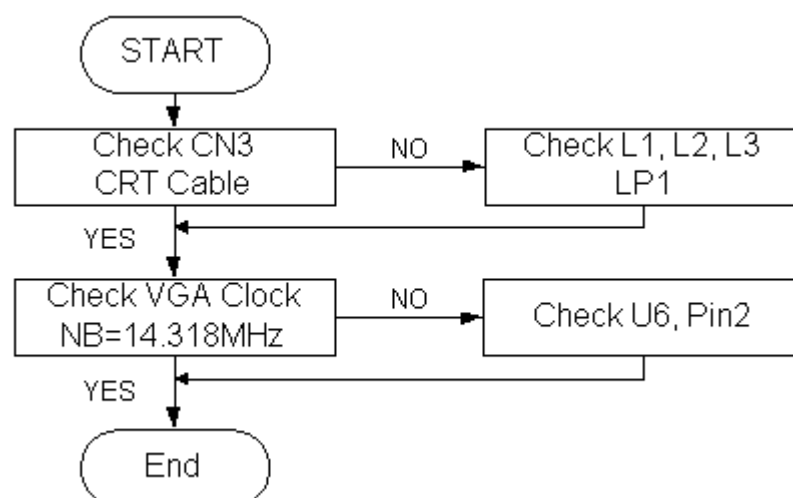 START
Check CN3
CRT Cable
NO
Check L1, L2, L3
LP1
YES
Check VGA Clock
NB=14.318MHz
NO
Check U6, Pin2
YES
End